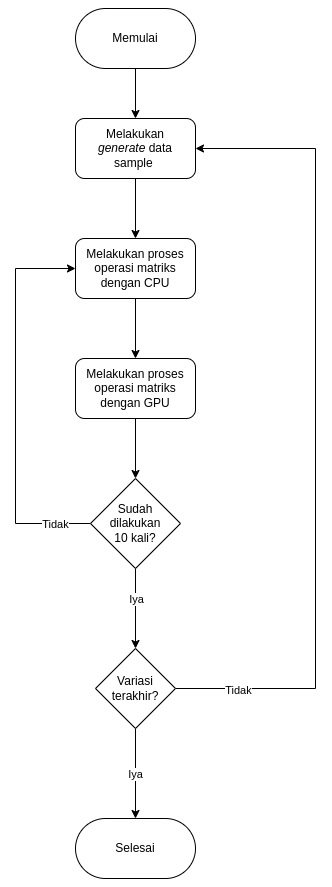 Memulai
Melakukan
generate data
sample
Melakukan proses
operasi matriks
dengan CPU
Melakukan proses
operasi matriks
dengan GPU
Sudah
dilakukan
10 kali?
Tidak
Iya
Variasi
terakhir?
Tidak
Iya
Selesai